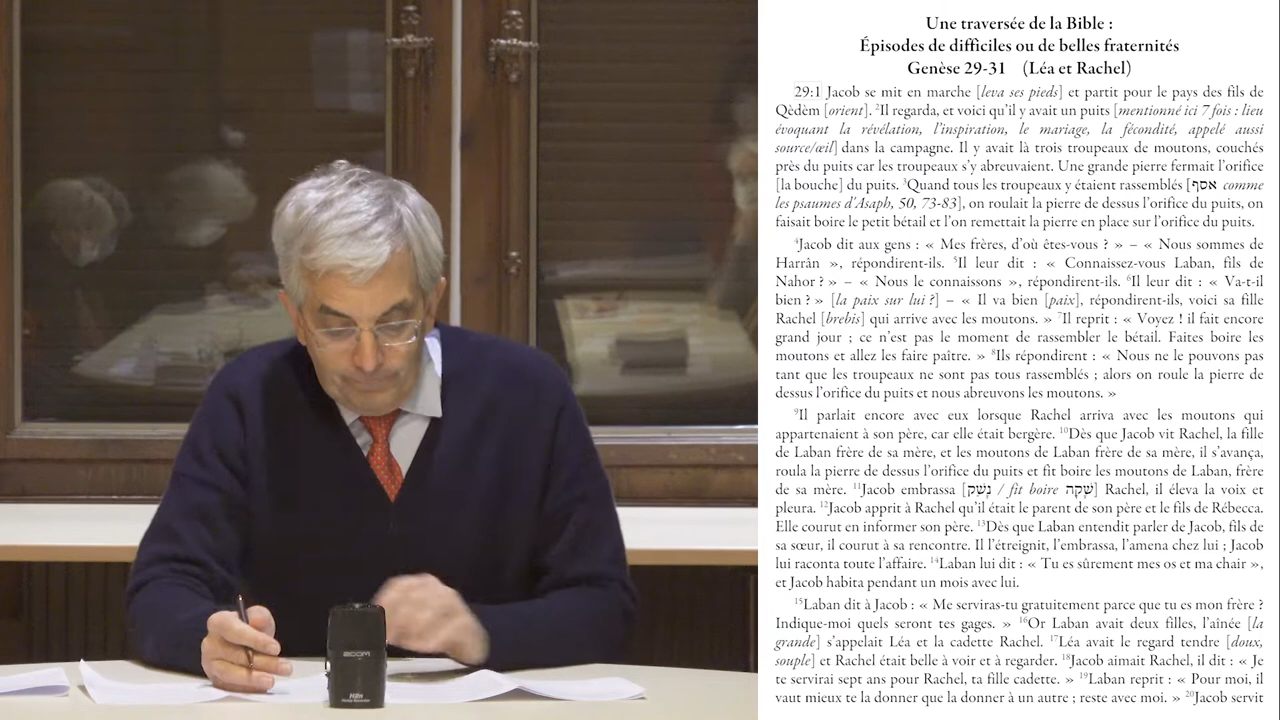 Une traversée de la Bible :
Épisodes de difficiles ou de belles fraternités
Genèse 29-31 (Léa et Rachel)
29:1 Jacob se mit en marche [leva ses pieds] et partit pour le pays des fils de
Qèdèm [orient]. ²Il regarda, et voici qu'il y avait un puits [mentionné ici 7 fois : lieu
évoquant la révélation, l'inspiration, le mariage, la fécondité, appelé aussi
source/œil] dans la campagne. Il y avait là trois troupeaux de moutons, couchés
près du puits car les troupeaux s'y abreuvaient. Une grande pierre fermait l'orifice
[la bouche] du puits. ³Quand tous les troupeaux y étaient rassemblés [אסף comme
les psaumes d'Asaph, 50, 73-83], on roulait la pierre de dessus l'orifice du puits, on
faisait boire le petit bétail et l'on remettait la pierre en place sur l'orifice du puits.
⁴Jacob dit aux gens : « Mes frères, d'où êtes-vous ? » – « Nous sommes de
Harrân », répondirent-ils. ⁵Il leur dit : « Connaissez-vous Laban, fils de
Nahor ? » – « Nous le connaissons », répondirent-ils. ⁶Il leur dit : « Va-t-il
bien ? » [la paix sur lui ?] – « Il va bien [paix], répondirent-ils, voici sa fille
Rachel [brebis] qui arrive avec les moutons. » ⁷Il reprit : « Voyez ! il fait encore
grand jour ; ce n'est pas le moment de rassembler le bétail. Faites boire les
moutons et allez les faire paître. » ⁸Ils répondirent : « Nous ne le pouvons pas
tant que les troupeaux ne sont pas tous rassemblés ; alors on roule la pierre de
dessus l'orifice du puits et nous abreuvons les moutons. »
⁹Il parlait encore avec eux lorsque Rachel arriva avec les moutons qui
appartenaient à son père, car elle était bergère. ¹⁰Dès que Jacob vit Rachel, la fille
de Laban frère de sa mère, et les moutons de Laban frère de sa mère, il s'avança,
roula la pierre de dessus l'orifice du puits et fit boire les moutons de Laban, frère
de sa mère. ¹¹Jacob embrassa [נָשַׁק / fit boire שָׁקָה] Rachel, il éleva la voix et
pleura. ¹²Jacob apprit à Rachel qu'il était le parent de son père et le fils de Rébecca.
Elle courut en informer son père. ¹³Dès que Laban entendit parler de Jacob, fils de
sa sœur, il courut à sa rencontre. Il l'étreignit, l'embrassa, l'amena chez lui ; Jacob
lui raconta toute l'affaire. ¹⁴Laban lui dit : « Tu es sûrement mes os et ma chair »,
et Jacob habita pendant un mois avec lui.
¹⁵Laban dit à Jacob : « Me serviras-tu gratuitement parce que tu es mon frère ?
Indique-moi quels seront tes gages. » ¹⁶Or Laban avait deux filles, l'aînée [la
grande] s'appelait Léa et la cadette Rachel. ¹⁷Léa avait le regard tendre [doux,
souple] et Rachel était belle à voir et à regarder. ¹⁸Jacob aimait Rachel, il dit : « Je
te servirai sept ans pour Rachel, ta fille cadette. » ¹⁹Laban reprit : « Pour moi, il
vaut mieux te la donner que la donner à un autre ; reste avec moi. » ²⁰Jacob servit
zoom
H2n
Handy Recorder